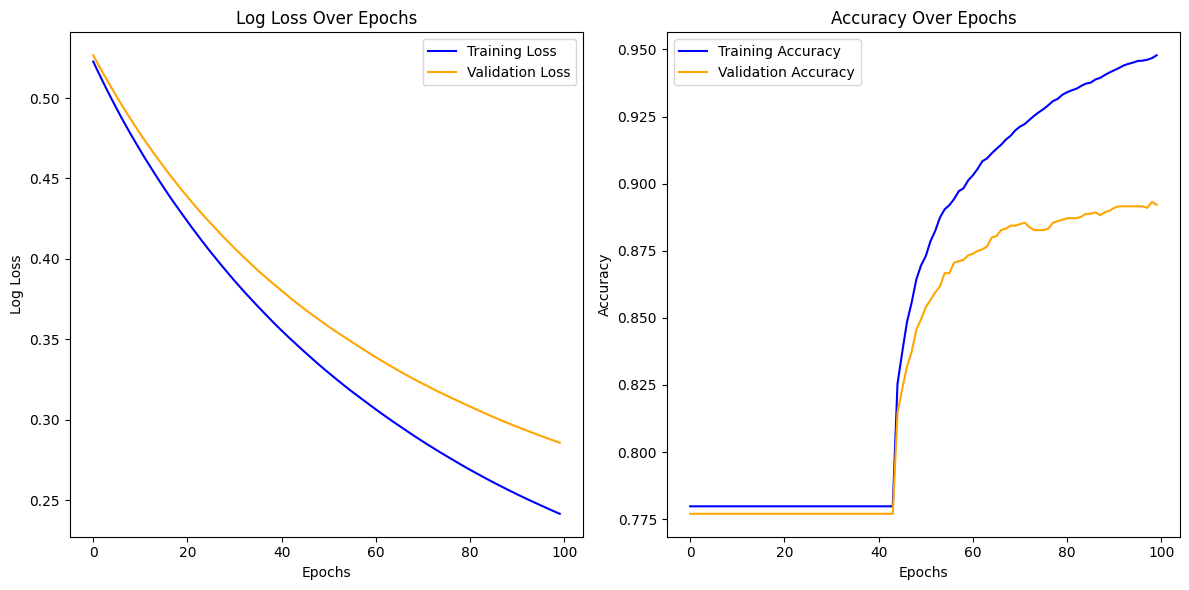 Log Loss Over Epochs
Training Loss
Validation Loss
0.50
0.45
0.40
0.35
0.30
0.25
Log Loss
0
20
40
60
80
100
Epochs
Accuracy Over Epochs
Training Accuracy
Validation Accuracy
0.950
0.925
0.900
0.875
0.850
0.825
0.800
0.775
Accuracy
0
20
40
60
80
100
Epochs